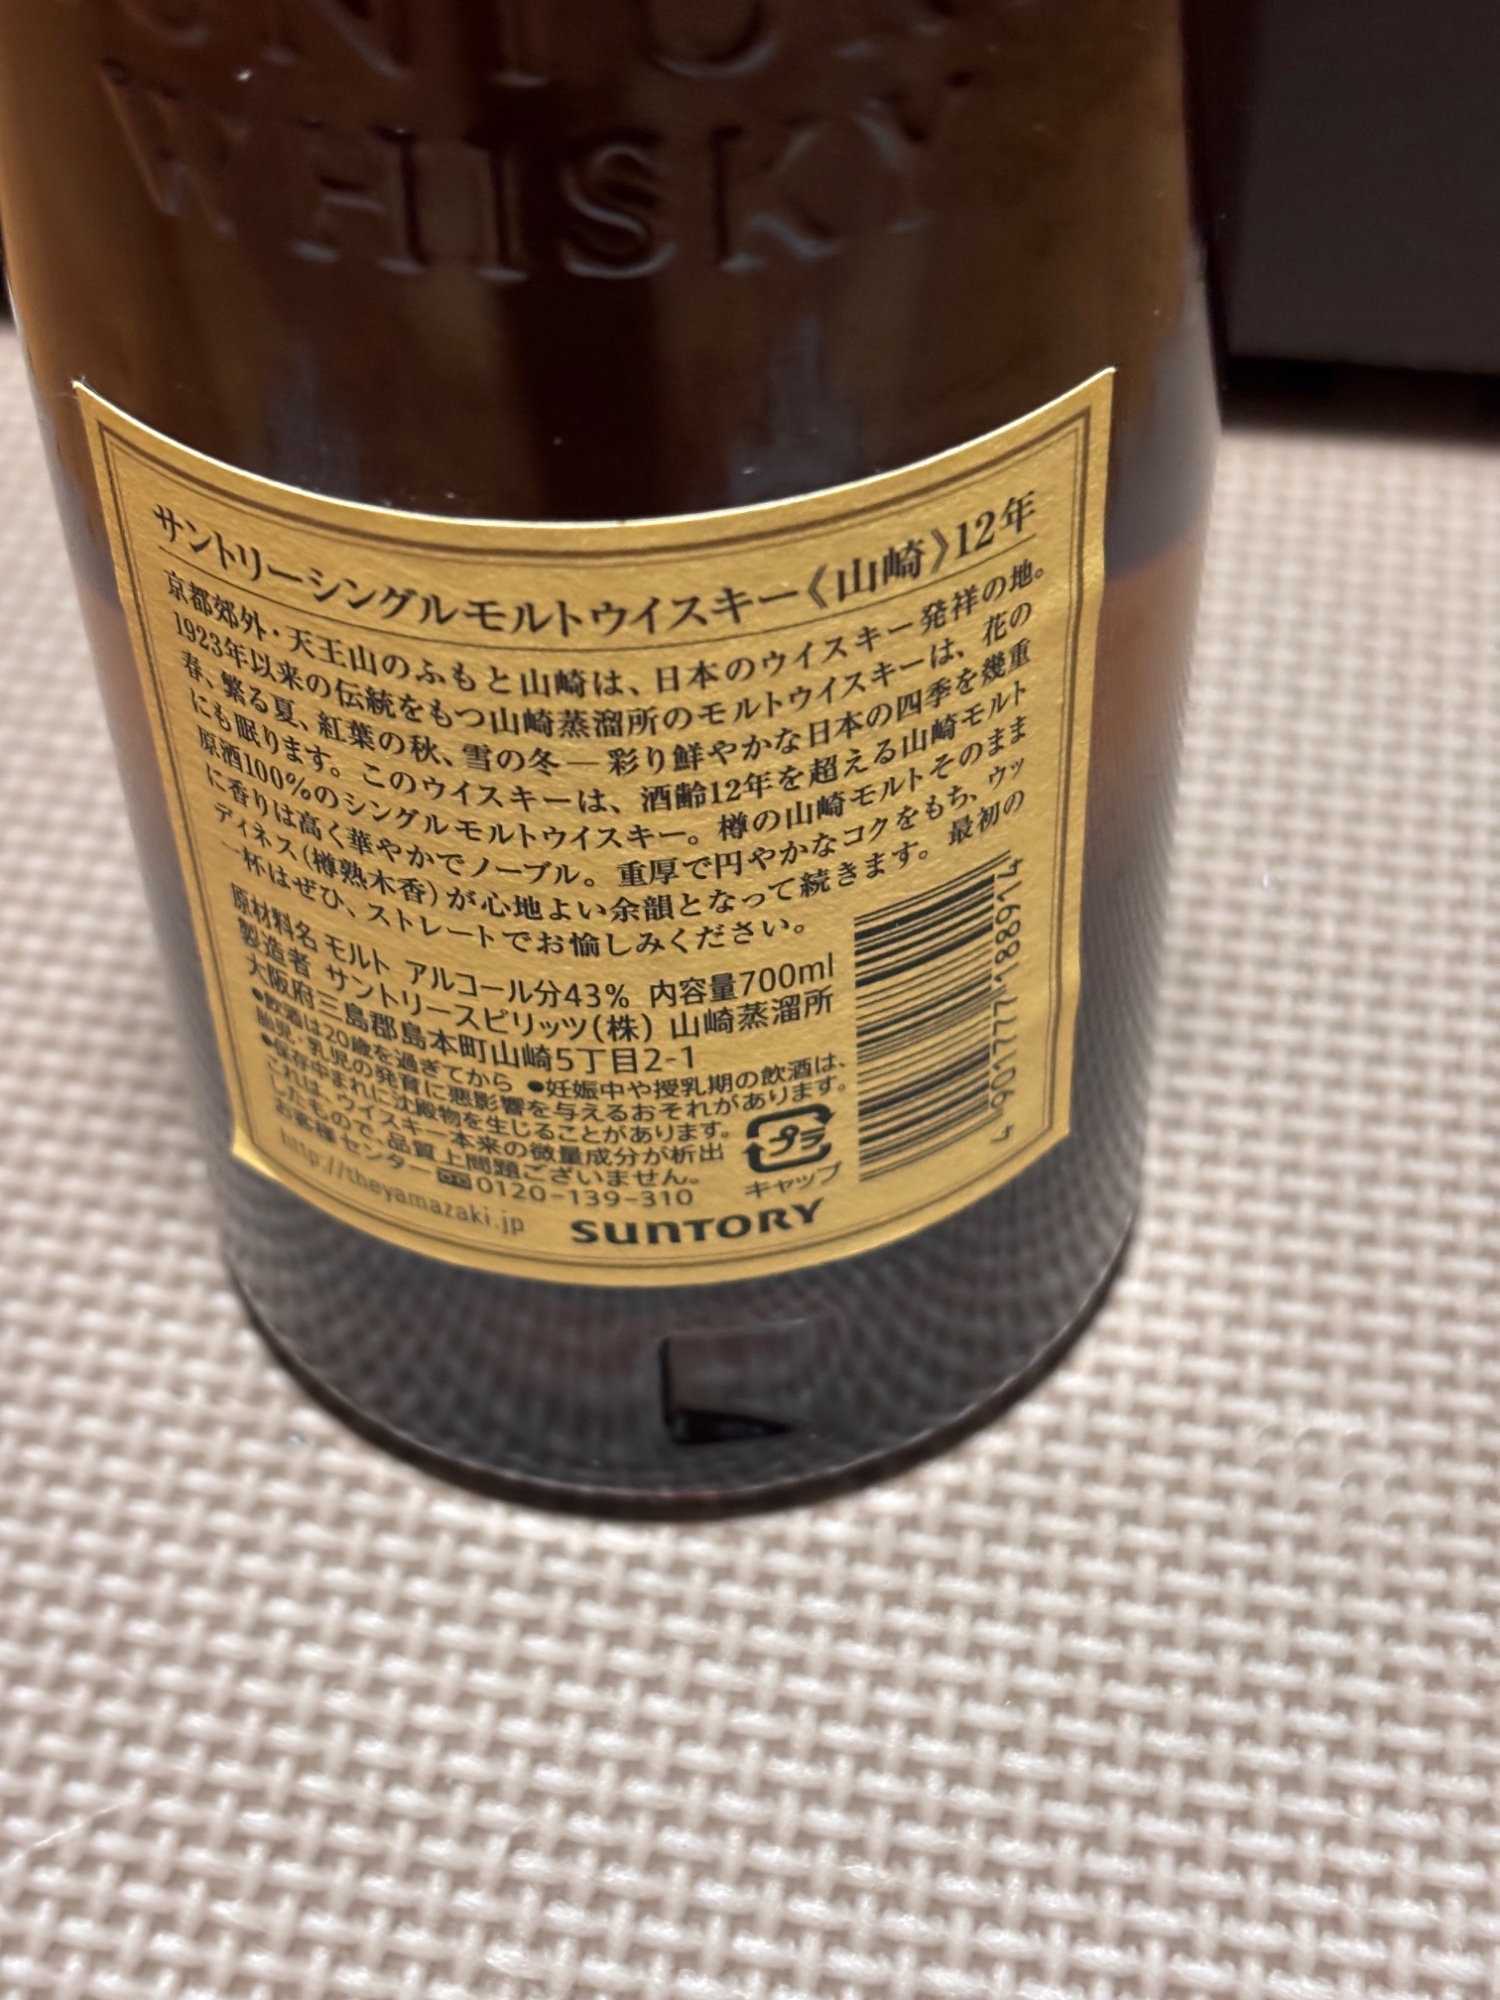 WHISKY
サントリーシングルモルトウイスキー《山崎》12年
京都郊外・天王山のふもと山崎は、日本のウイスキー発祥の地。
1923年以来の伝統をもつ山崎蒸溜所のモルトウイスキーは、花の
春、繁る夏、紅葉の秋、雪の冬―彩り鮮やかな日本の四季を幾重
にも眠ります。このウイスキーは、酒齢12年を超える山崎モルト
原酒100%のシングルモルトウイスキー。樽の山崎モルトそのまま
に香りは高く華やかでノーブル。重厚で円やかなコクをもち、ウッ
ディネス(樽熟木香)が心地よい余韻となって続きます。最初の
一杯はぜひ、ストレートでお愉しみください。
原材料名 モルト アルコール分43% 内容量700ml
製造者 サントリースピリッツ(株) 山崎蒸溜所
大阪府三島郡島本町山崎5丁目2-1
●飲酒は20歳を過ぎてから ●妊娠中や授乳期の飲酒は、
胎児・乳児の発育に悪影響を与えるおそれがあります。
●保存中まれに沈殿物を生じることがあります。
これは、ウイスキー本来の微量成分が析出
したもので、品質上問題ございません。
お客様センター 0120-139-310
http://theyamazaki.jp
SUNTORY
プラ
キャップ
4 901777 188914